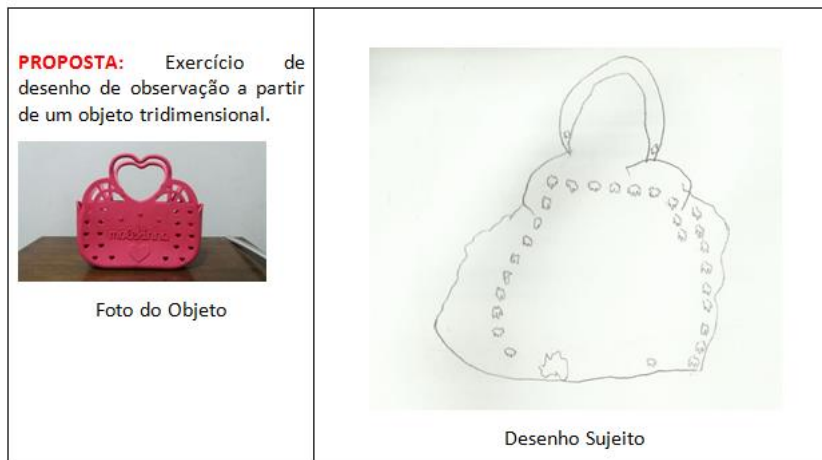 PROPOSTA: Exercício de
desenho de observação a partir
de um objeto tridimensional.
Foto do Objeto
Desenho Sujeito